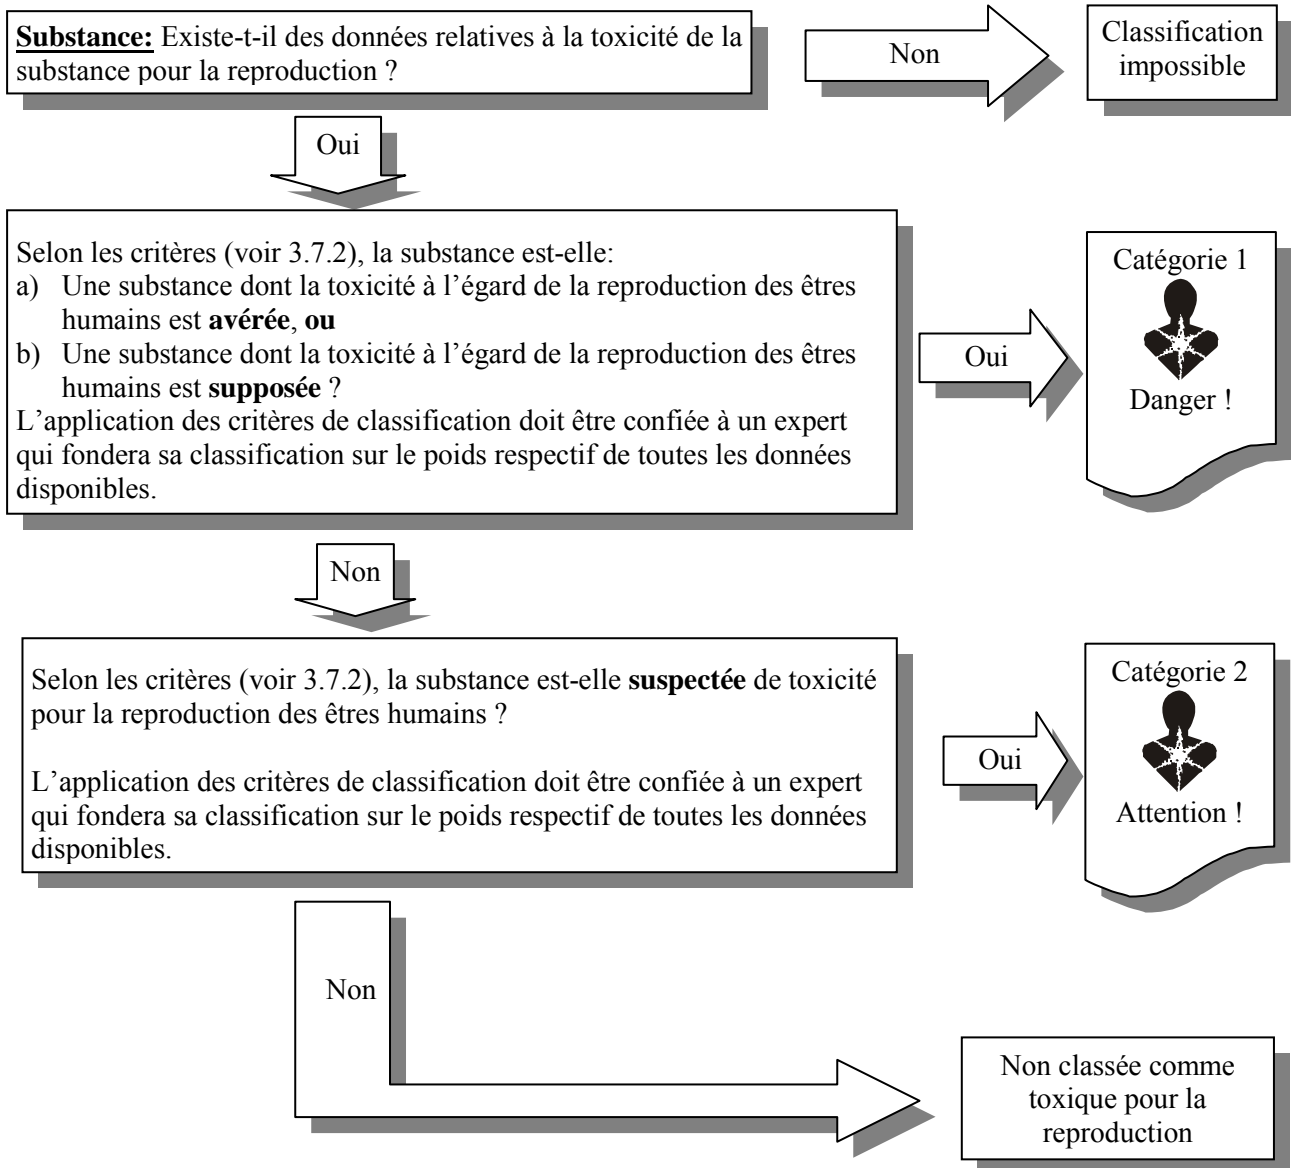 Substance: Existe-t-il des données relatives à la toxicité de la
substance pour la reproduction ?
Non
Classification
impossible
Oui
Selon les critères (voir 3.7.2), la substance est-elle:
a) Une substance dont la toxicité à l’égard de la reproduction des êtres
humains est avérée, ou
b) Une substance dont la toxicité à l’égard de la reproduction des êtres
humains est supposée ?
L’application des critères de classification doit être confiée à un expert
qui fondera sa classification sur le poids respectif de toutes les données
disponibles.
Oui
Catégorie 1
Danger !
Non
Selon les critères (voir 3.7.2), la substance est-elle suspectée de toxicité
pour la reproduction des êtres humains ?
L’application des critères de classification doit être confiée à un expert
qui fondera sa classification sur le poids respectif de toutes les données
disponibles.
Oui
Catégorie 2
Attention !
Non
Non classée comme
toxique pour la
reproduction